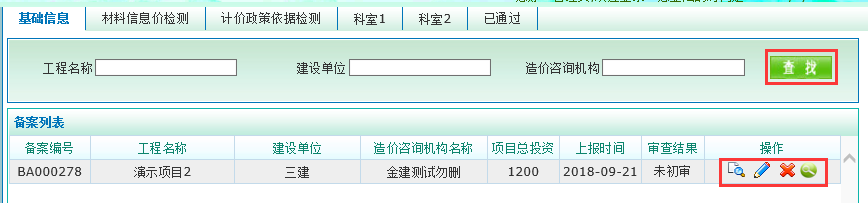 基础信息 材料信息价检测 计价政策依据检测 科室1 科室2 已通过
工程名称 建设单位 造价咨询机构 查 找
备案列表
备案编号 工程名称 建设单位 造价咨询机构名称 项目总投资 上报时间 审查结果 操作
BA000278 演示项目2 三建 金建测试勿删 1200 2018-09-21 未初审